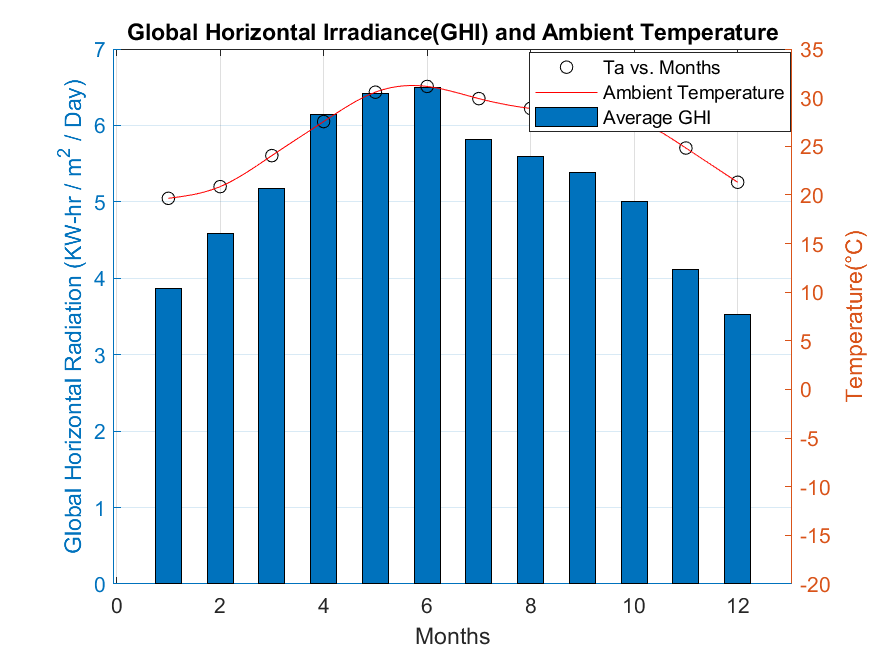 Global Horizontal Irradiance(GHI) and Ambient Temperature
Global Horizontal Radiation (KW-hr / m² / Day)
7
6
5
4
3
2
1
0
Ta vs. Months
Ambient Temperature
Average GHI
35
30
25
20
15
10
5
0
-5
-10
-15
-20
Temperature(°C)
0 2 4 6 8 10 12
Months